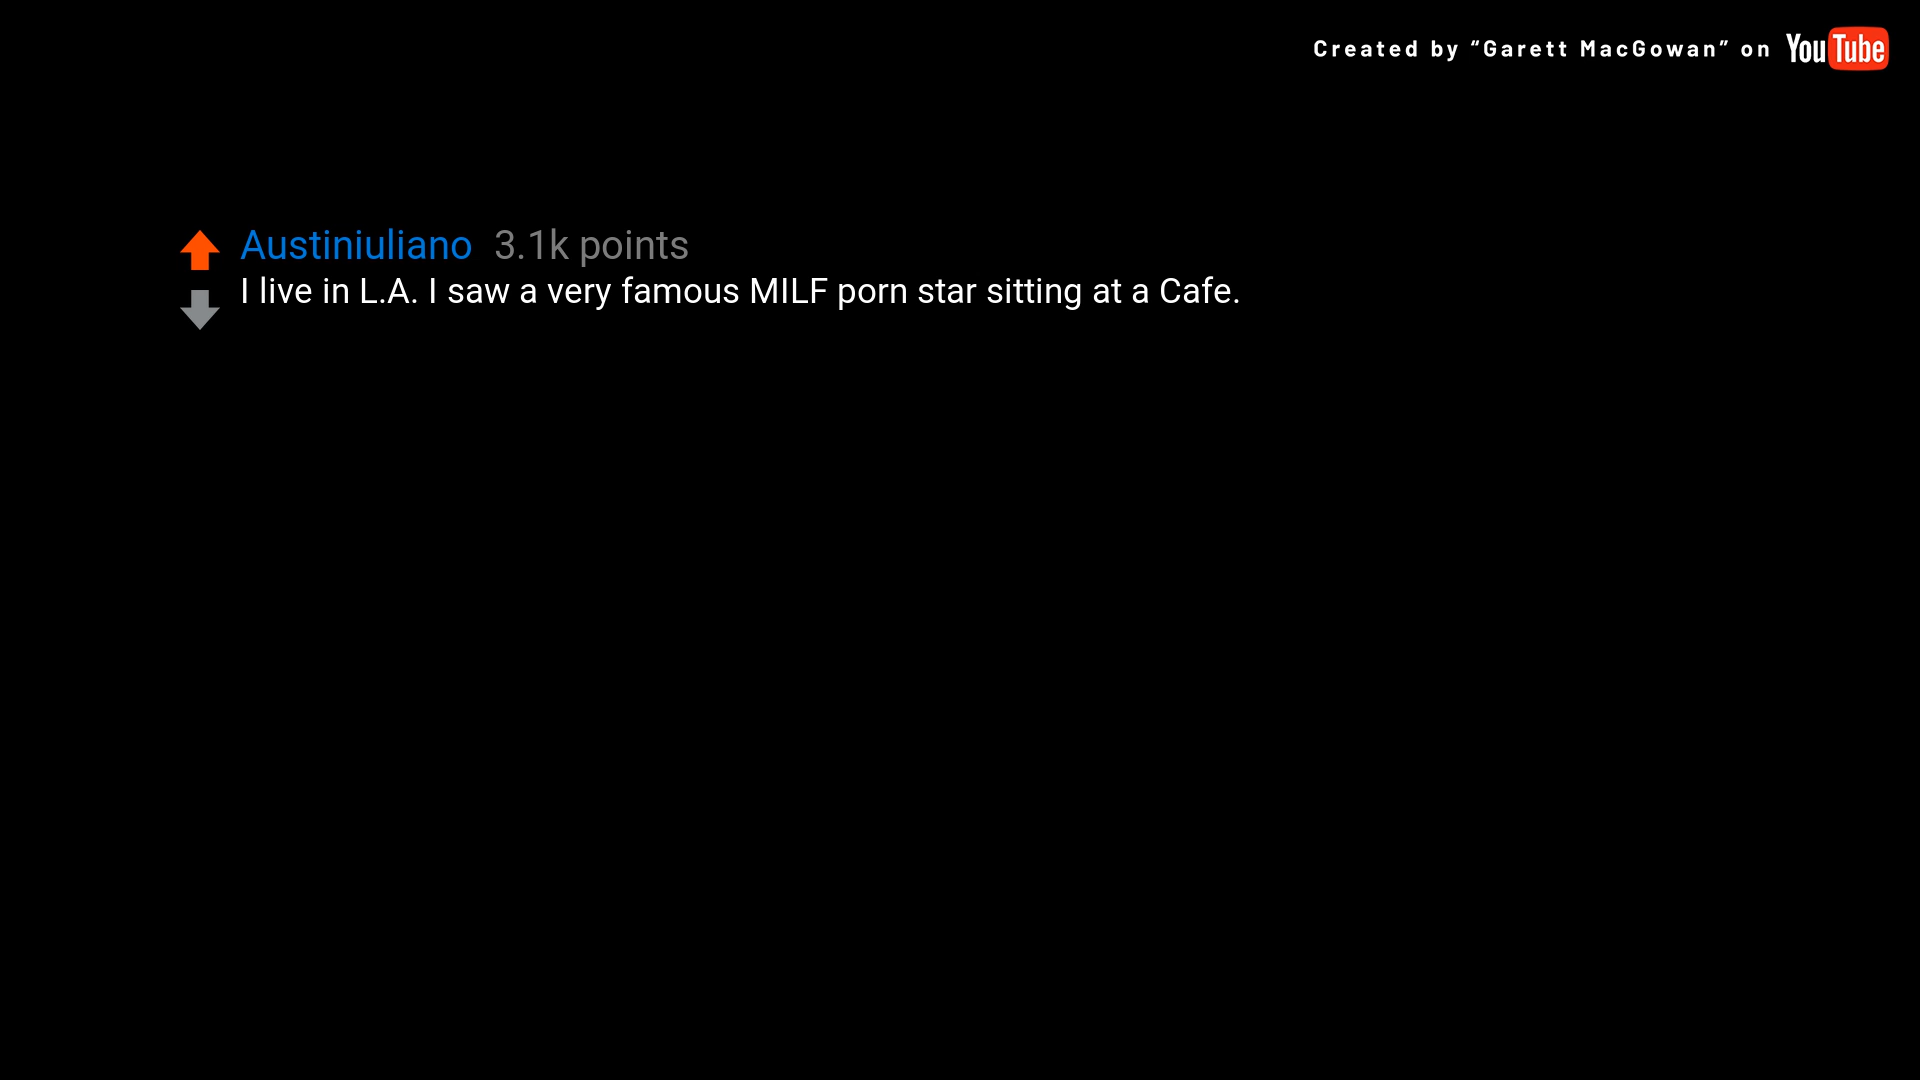 Created by “Garett MacGowan” on YouTube
Austiniuliano 3.1k points
I live in L.A. I saw a very famous MILF porn star sitting at a Cafe.